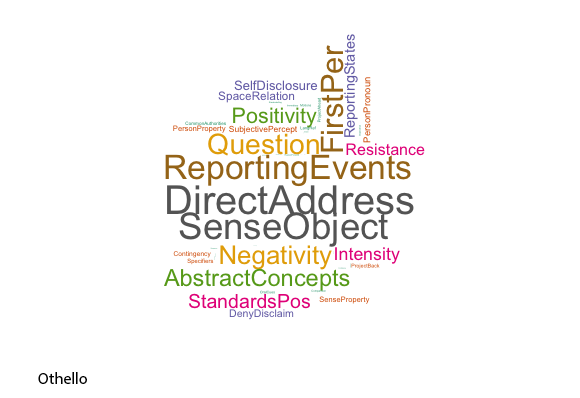 FirstPer
ReportingStates
SelfDisclosure
SpaceRelation
PersonPronoun
Positivity
CommonAuthorities
PersonProperty
SubjectivePercept
Question
Resistance
ReportingEvents
DirectAddress
SenseObject
Contingency
Negativity
Intensity
Specifiers
ProjectBack
AbstractConcepts
StandardsPos
SenseProperty
DenyDisclaim
Othello